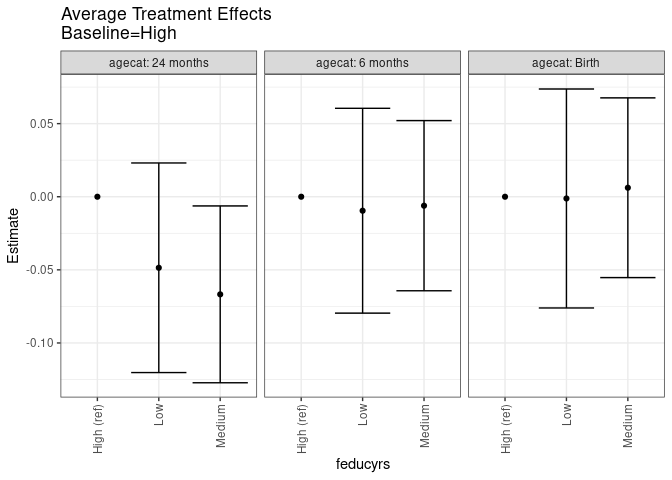 Average Treatment Effects
Baseline=High
agecat: 24 months
agecat: 6 months
agecat: Birth
0.05
0.00
-0.05
-0.10
Estimate
High (ref)
Low
Medium
High (ref)
Low
Medium
High (ref)
Low
Medium
feducyrs